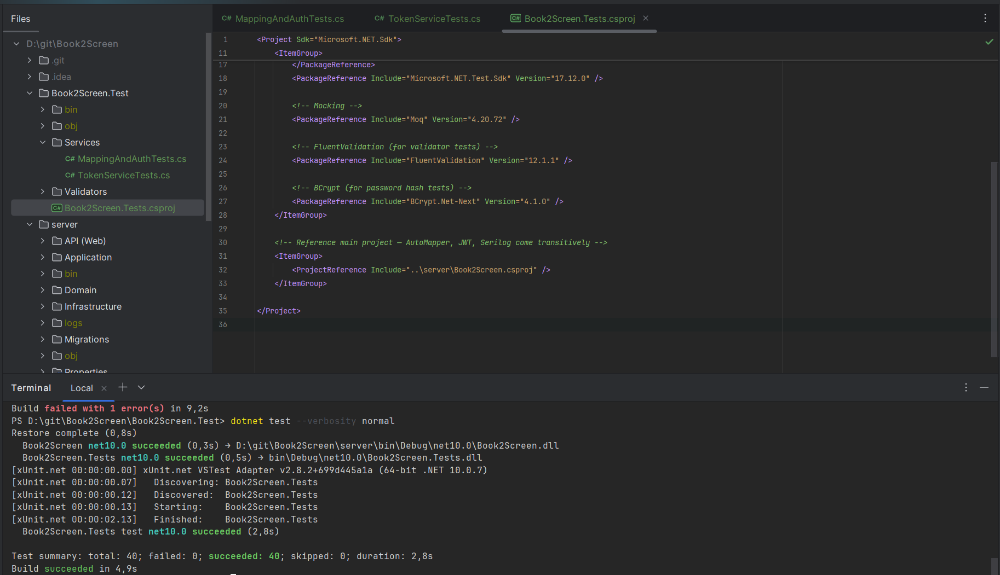 Files
D:\git\Book2Screen
.git
.idea
Book2Screen.Test
bin
obj
Services
C# MappingAndAuthTests.cs
C# TokenServiceTests.cs
Validators
C# Book2Screen.Tests.csproj
server
API (Web)
Application
bin
Domain
Infrastructure
logs
Migrations
obj
Properties
C# MappingAndAuthTests.cs
C# TokenServiceTests.cs
C# Book2Screen.Tests.csproj
1 <Project Sdk="Microsoft.NET.Sdk">
11 <ItemGroup>
17 </PackageReference>
18 <PackageReference Include="Microsoft.NET.Test.Sdk" Version="17.12.0" />
19
20 <!-- Mocking -->
21 <PackageReference Include="Moq" Version="4.20.72" />
22
23 <!-- FluentValidation (for validator tests) -->
24 <PackageReference Include="FluentValidation" Version="12.1.1" />
25
26 <!-- BCrypt (for password hash tests) -->
27 <PackageReference Include="BCrypt.Net-Next" Version="4.1.0" />
28 </ItemGroup>
29
30 <!-- Reference main project — AutoMapper, JWT, Serilog come transitively -->
31 <ItemGroup>
32 <ProjectReference Include="..\server\Book2Screen.csproj" />
33 </ItemGroup>
34
35 </Project>
36
Terminal Local
Build failed with 1 error(s) in 9,2s
PS D:\git\Book2Screen\Book2Screen.Test> dotnet test --verbosity normal
Restore complete (0,8s)
Book2Screen net10.0 succeeded (0,3s) → D:\git\Book2Screen\server\bin\Debug\net10.0\Book2Screen.dll
Book2Screen.Tests net10.0 succeeded (0,5s) → bin\Debug\net10.0\Book2Screen.Tests.dll
[xUnit.net 00:00:00.00] xUnit.net VSTest Adapter v2.8.2+699d445a1a (64-bit .NET 10.0.7)
[xUnit.net 00:00:00.07] Discovering: Book2Screen.Tests
[xUnit.net 00:00:00.12] Discovered: Book2Screen.Tests
[xUnit.net 00:00:00.13] Starting: Book2Screen.Tests
[xUnit.net 00:00:02.13] Finished: Book2Screen.Tests
Book2Screen.Tests test net10.0 succeeded (2,8s)
Test summary: total: 40; failed: 0; succeeded: 40; skipped: 0; duration: 2,8s
Build succeeded in 4,9s